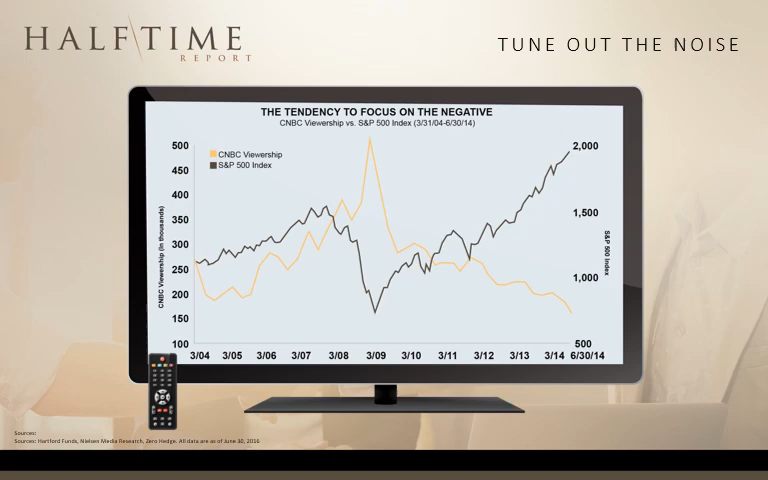 HALFTIME
REPORT
TUNE OUT THE NOISE
THE TENDENCY TO FOCUS ON THE NEGATIVE
CNBC Viewership vs. S&P 500 Index (3/31/04-6/30/14)
CNBC Viewership
S&P 500 Index
CNBC Viewership (in thousands)
500
450
400
350
300
250
200
150
100
2,000
1,500
1,000
500
S&P 500 Index
3/04 3/05 3/06 3/07 3/08 3/09 3/10 3/11 3/12 3/13 3/14 6/30/14
Sources:
Sources: Hartford Funds, Nielsen Media Research, Zero Hedge. All data are as of June 30, 2016